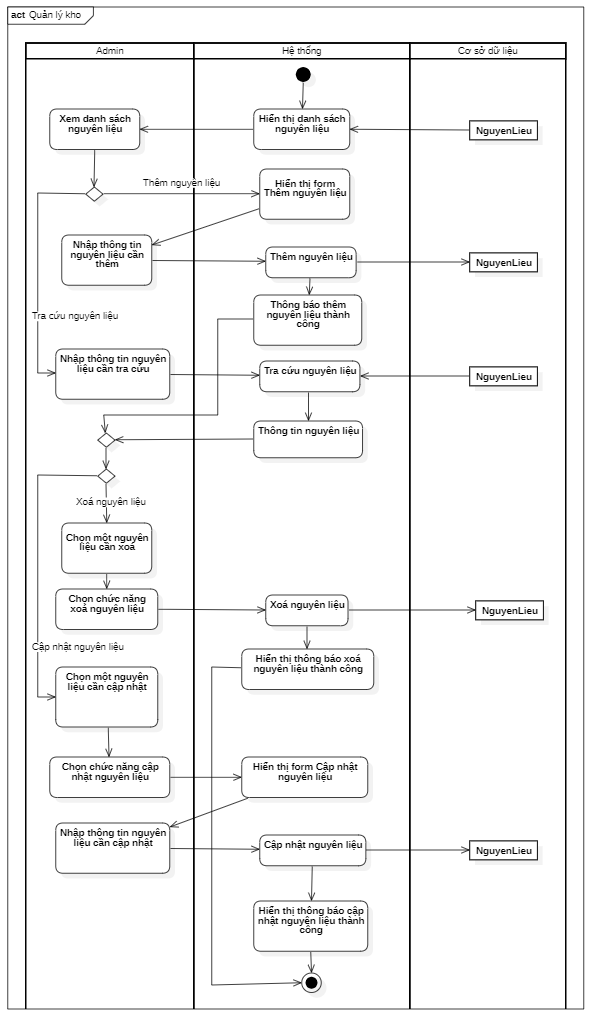 act Quản lý kho
Admin
Hệ thống
Cơ sở dữ liệu
Xem danh sách
nguyên liệu
Hiển thị danh sách
nguyên liệu
NguyenLieu
Thêm nguyên liệu
Hiển thị form
Thêm nguyên liệu
Nhập thông tin
nguyên liệu cần
thêm
Thêm nguyên liệu
NguyenLieu
Thông báo thêm
nguyên liệu thành
công
Tra cứu nguyên liệu
Nhập thông tin nguyên
liệu cần tra cứu
Tra cứu nguyên liệu
NguyenLieu
Thông tin nguyên liệu
Xoá nguyên liệu
Chọn một nguyên
liệu cần xoá
Chọn chức năng
xoá nguyên liệu
Xoá nguyên liệu
NguyenLieu
Cập nhật nguyên liệu
Hiển thị thông báo xoá
nguyên liệu thành công
Chọn một nguyên
liệu cần cập nhật
Chọn chức năng cập
nhật nguyên liệu
Hiển thị form Cập nhật
nguyên liệu
Nhập thông tin nguyên
liệu cần cập nhật
Cập nhật nguyên liệu
NguyenLieu
Hiển thị thông báo cập
nhật nguyên liệu thành
công